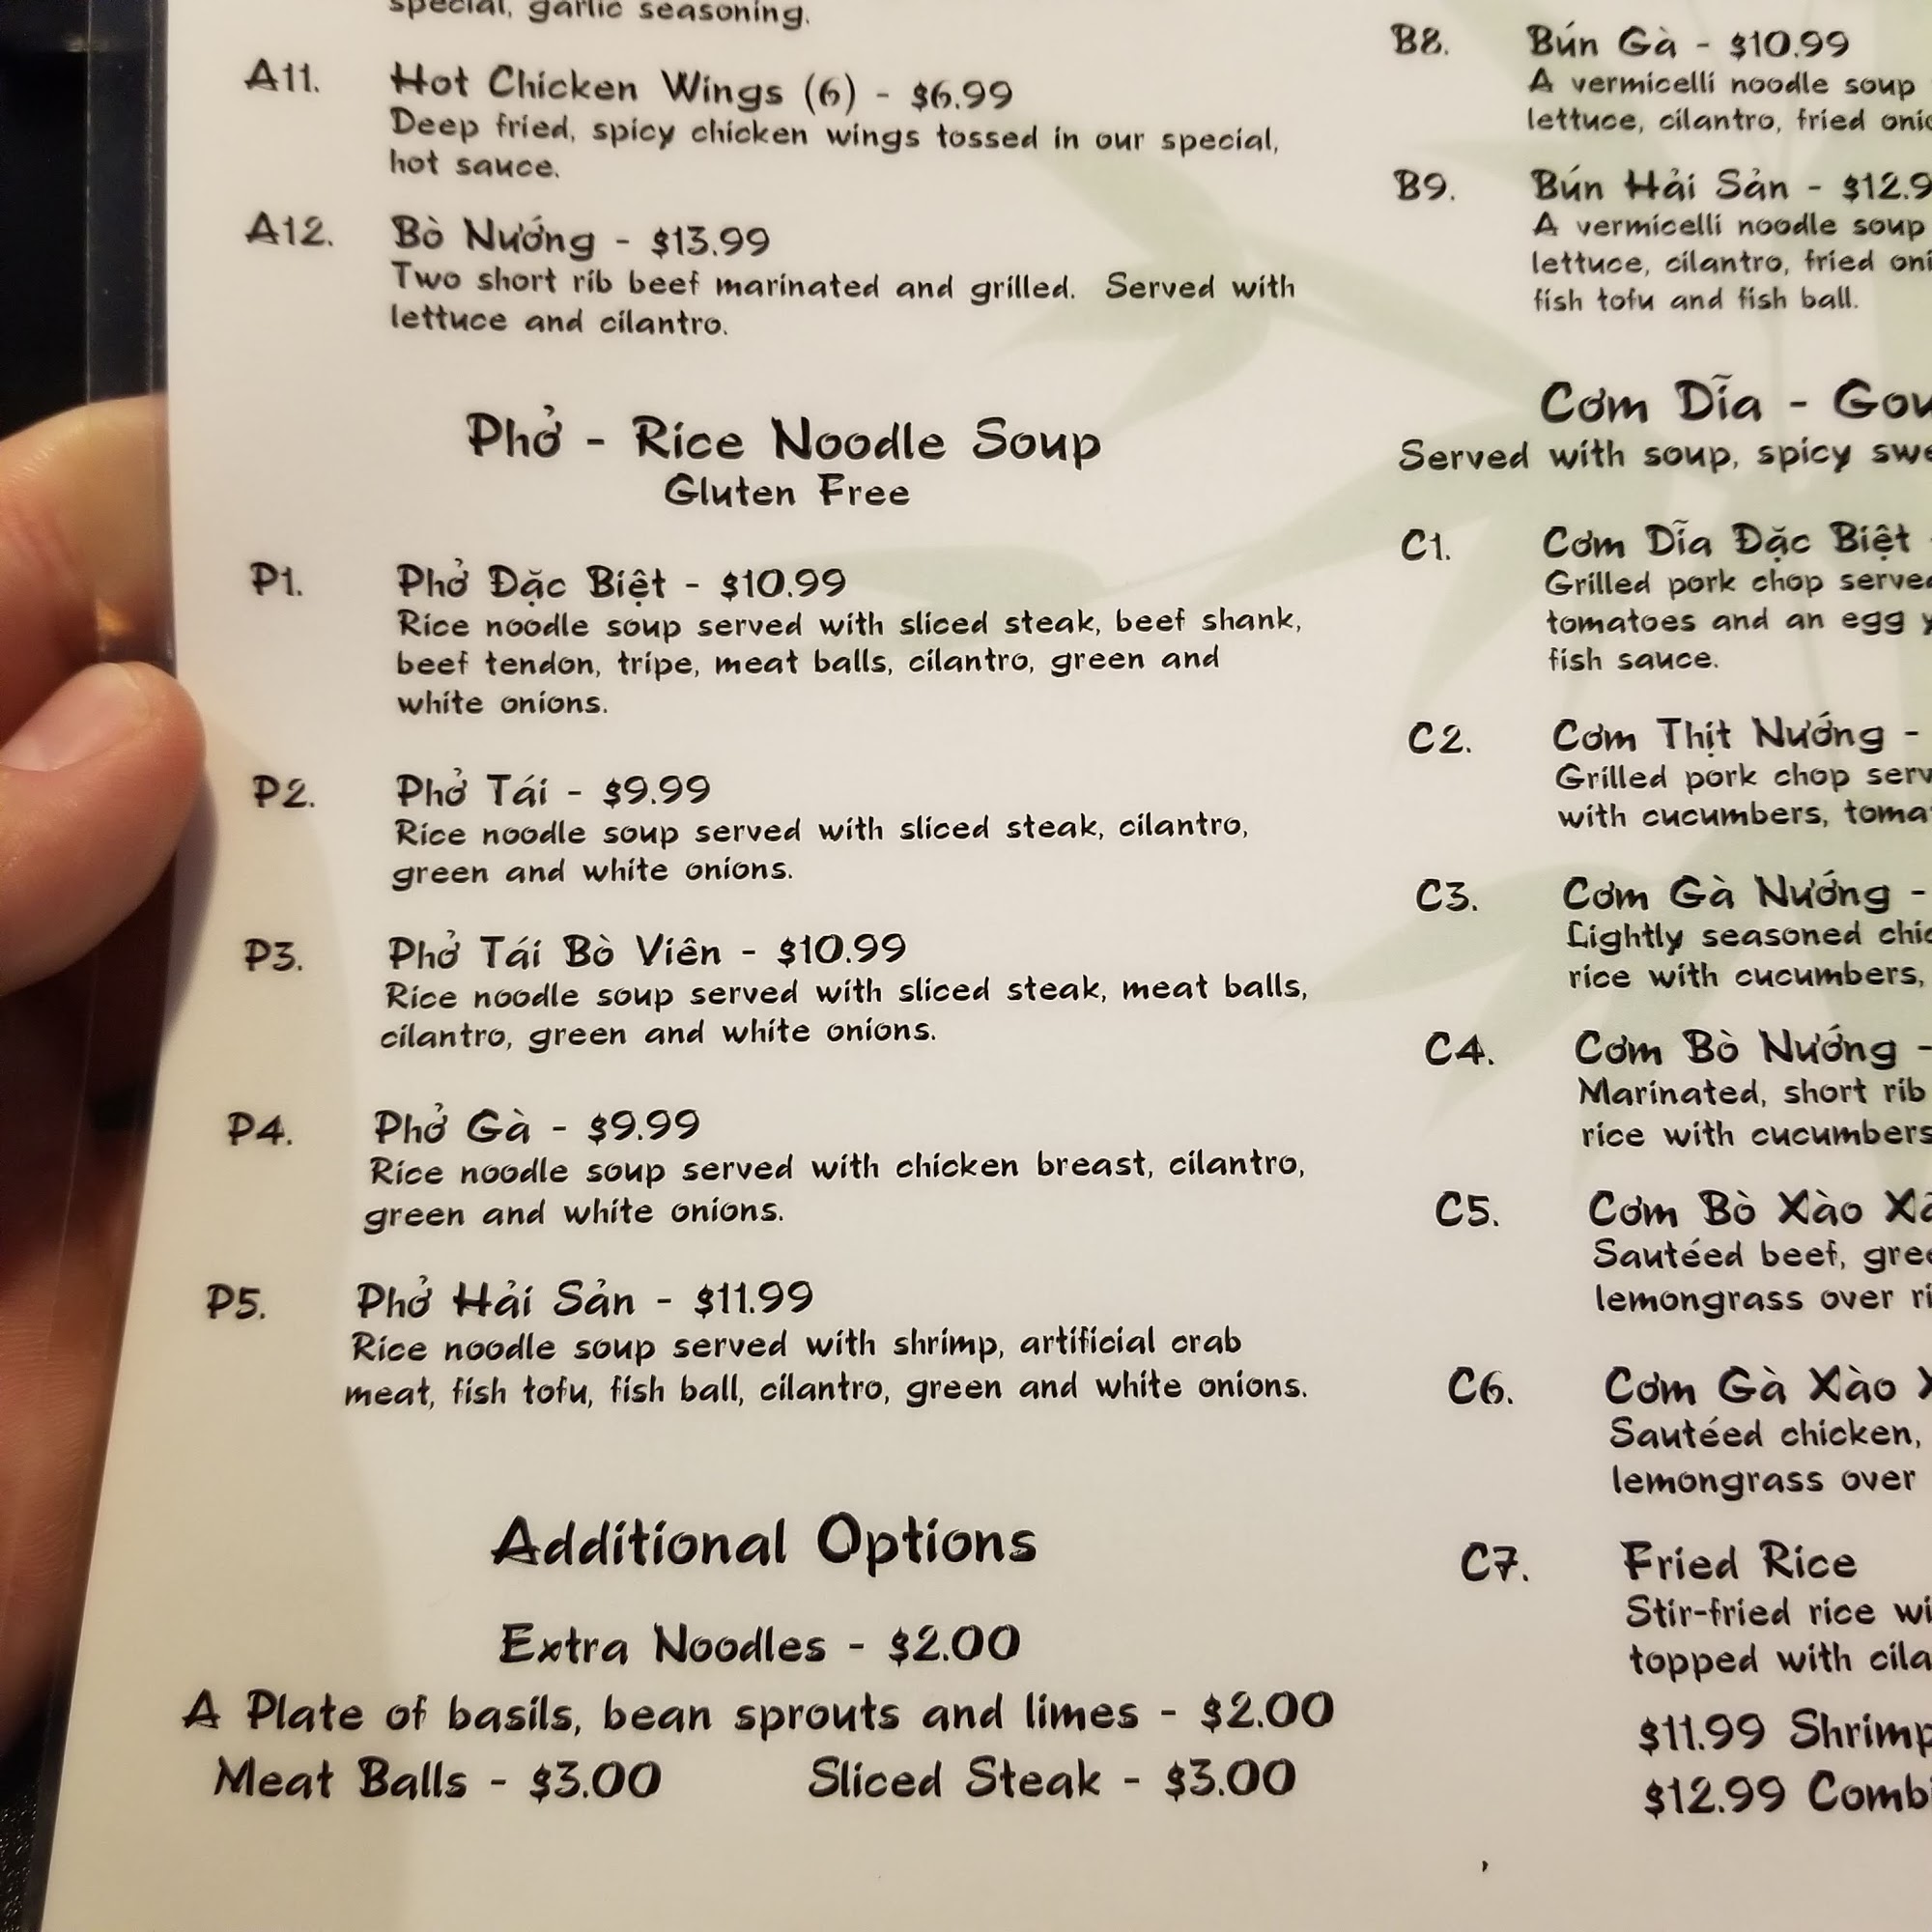 special, garlic seasoning.
A11. Hot Chicken Wings (6) - $6.99
Deep fried, spicy chicken wings tossed in our special,
hot sauce.
A12. Bò Nướng - $13.99
Two short rib beef marinated and grilled. Served with
lettuce and cilantro.
Phở - Rice Noodle Soup
Gluten Free
P1. Phở Đặc Biệt - $10.99
Rice noodle soup served with sliced steak, beef shank,
beef tendon, tripe, meat balls, cilantro, green and
white onions.
P2. Phở Tái - $9.99
Rice noodle soup served with sliced steak, cilantro,
green and white onions.
P3. Phở Tái Bò Viên - $10.99
Rice noodle soup served with sliced steak, meat balls,
cilantro, green and white onions.
P4. Phở Gà - $9.99
Rice noodle soup served with chicken breast, cilantro,
green and white onions.
P5. Phở Hải Sản - $11.99
Rice noodle soup served with shrimp, artificial crab
meat, fish tofu, fish ball, cilantro, green and white onions.
Additional Options
Extra Noodles - $2.00
A Plate of basils, bean sprouts and limes - $2.00
Meat Balls - $3.00 Sliced Steak - $3.00
B8. Bún Gà - $10.99
A vermicelli noodle soup
lettuce, cilantro, fried
B9. Bún Hải Sản -
A vermicelli noodle soup
lettuce, cilantro, fried
fish tofu and fish ball.
Cơm Dĩa -
Served with soup, spicy
C1. Cơm Dĩa Đặc Biệt
Grilled pork chop
tomatoes and an egg
fish sauce.
C2. Cơm Thịt Nướng -
Grilled pork chop
with cucumbers,
C3. Cơm Gà Nướng -
Lightly seasoned
rice with cucumbers,
C4. Cơm Bò Nướng -
Marinated, short rib
rice with cucumbers
C5. Cơm Bò Xào
Sautéed beef,
lemongrass over
C6. Cơm Gà Xào
Sautéed chicken,
lemongrass over
C7. Fried Rice
Stir-fried rice
topped with
$11.99 Shrimp
$12.99